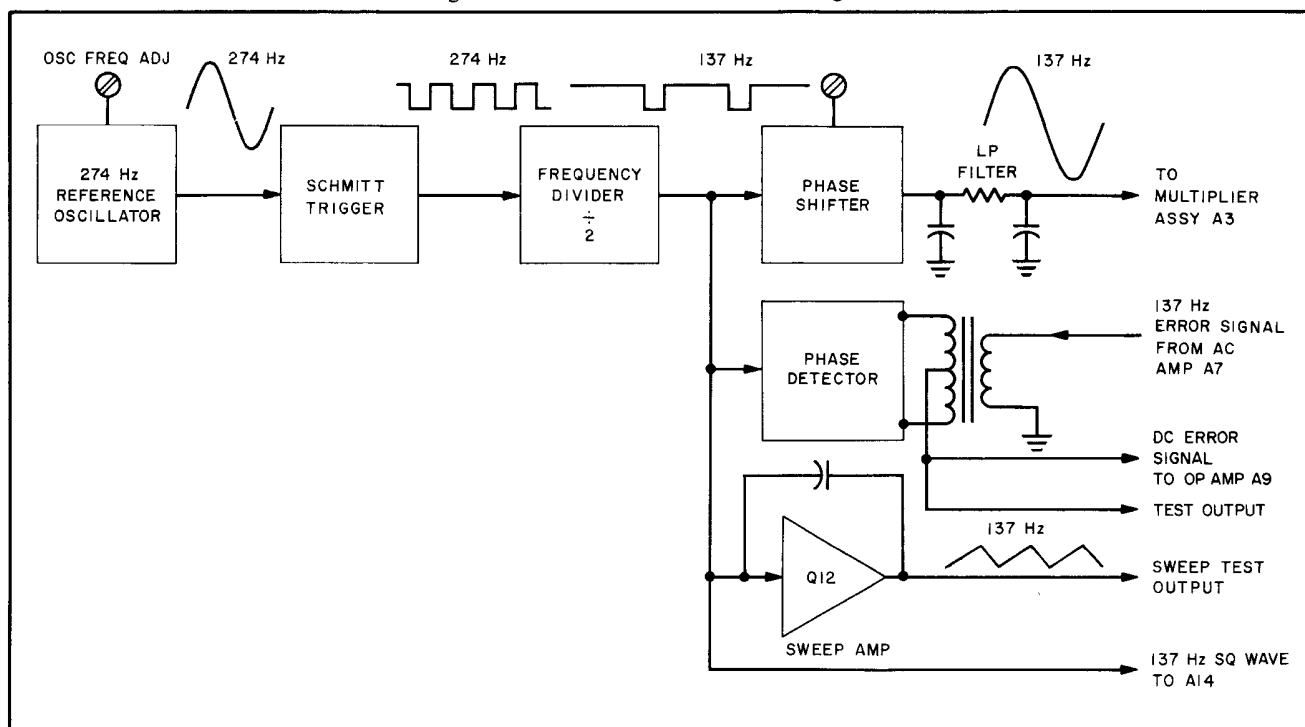 OSC FREQ ADJ
274 Hz
274 Hz
137 Hz
137 Hz
274 Hz
REFERENCE
OSCILLATOR
SCHMITT
TRIGGER
FREQUENCY
DIVIDER
÷
2
PHASE
SHIFTER
LP
FILTER
TO
MULTIPLIER
ASSY A3
PHASE
DETECTOR
137 Hz
ERROR SIGNAL
FROM AC
AMP A7
DC ERROR
SIGNAL
TO OP AMP A9
TEST OUTPUT
137 Hz
Q12
SWEEP AMP
SWEEP TEST
OUTPUT
137 Hz SQ WAVE
TO A14